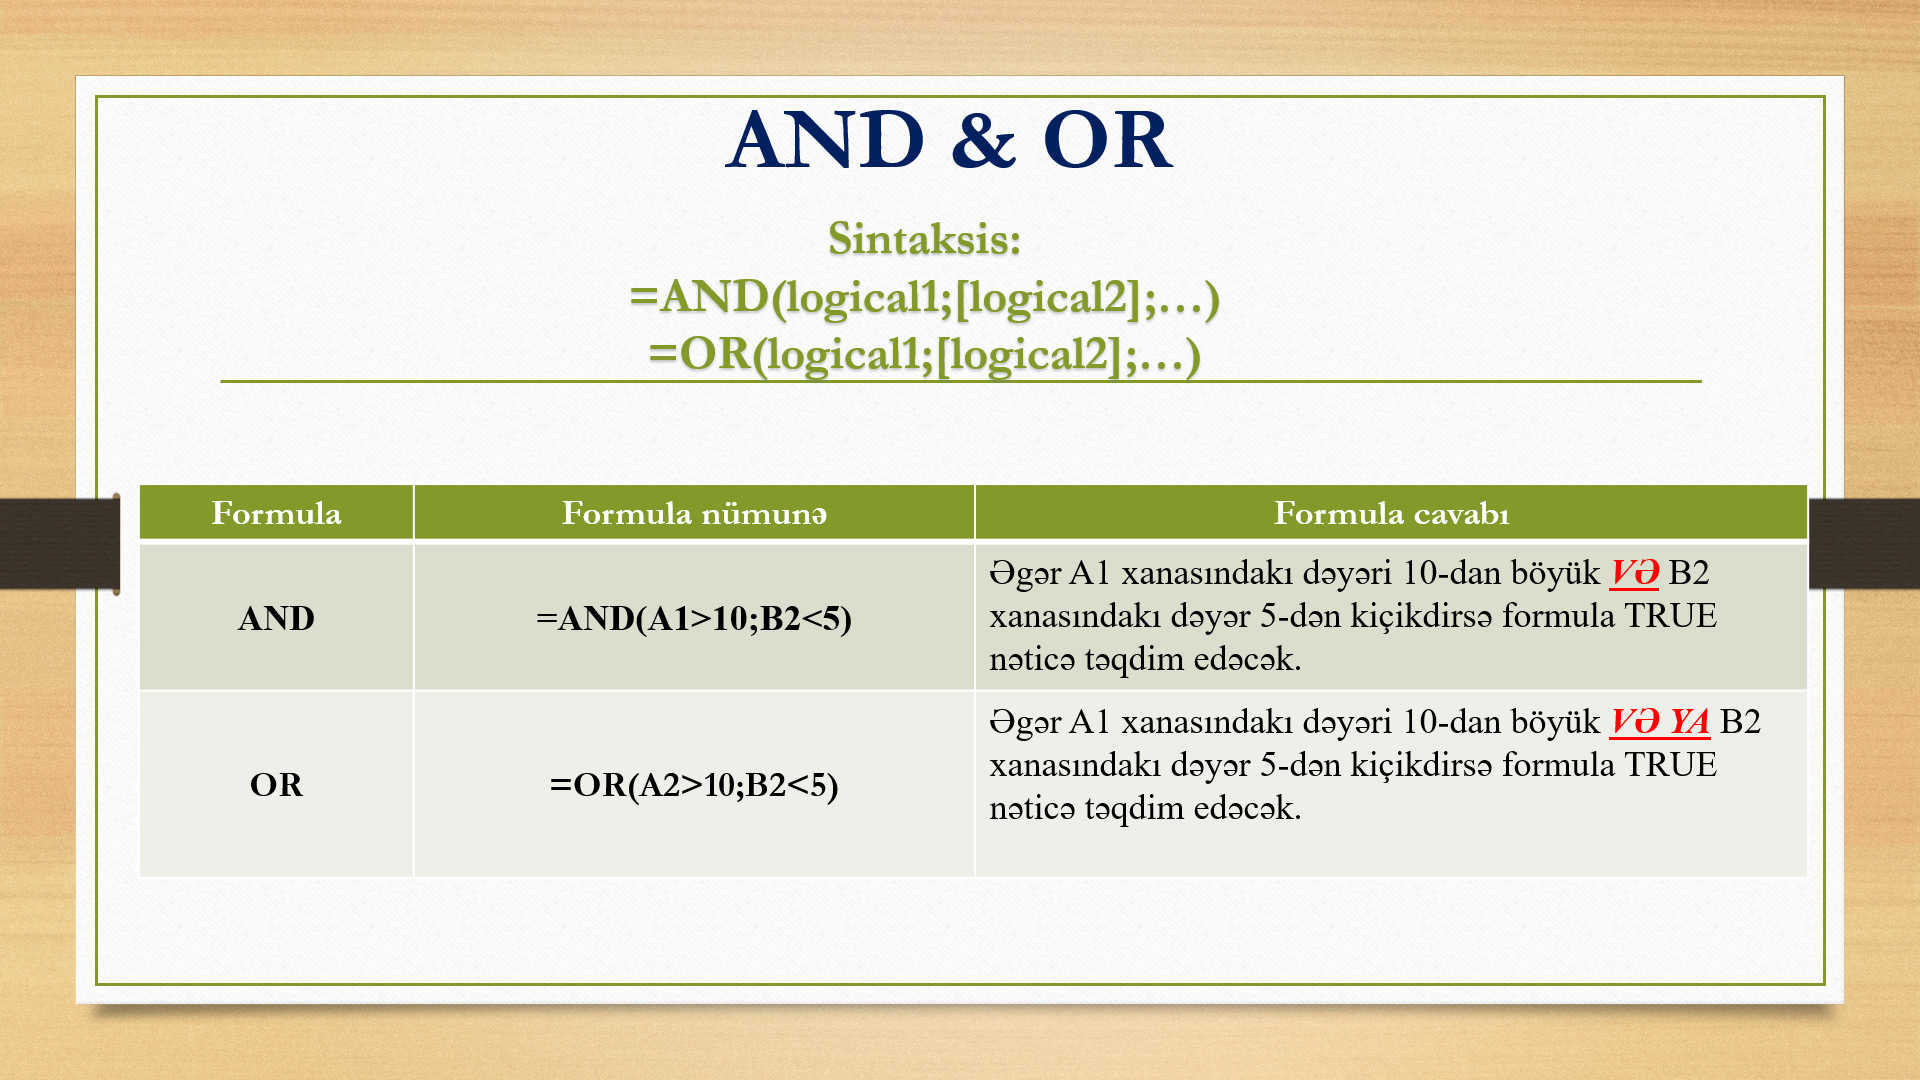 AND & OR
Sintaksis:
=AND(logical1;[logical2];…)
=OR(logical1;[logical2];…)
Formula
Formula nümunə
Formula cavabı
AND
=AND(A1>10;B2<5)
Əgər A1 xanasındakı dəyəri 10-dan böyük VƏ B2
xanasındakı dəyər 5-dən kiçikdirsə formula TRUE
nəticə təqdim edəcək.
OR
=OR(A2>10;B2<5)
Əgər A1 xanasındakı dəyəri 10-dan böyük VƏ YA B2
xanasındakı dəyər 5-dən kiçikdirsə formula TRUE
nəticə təqdim edəcək.